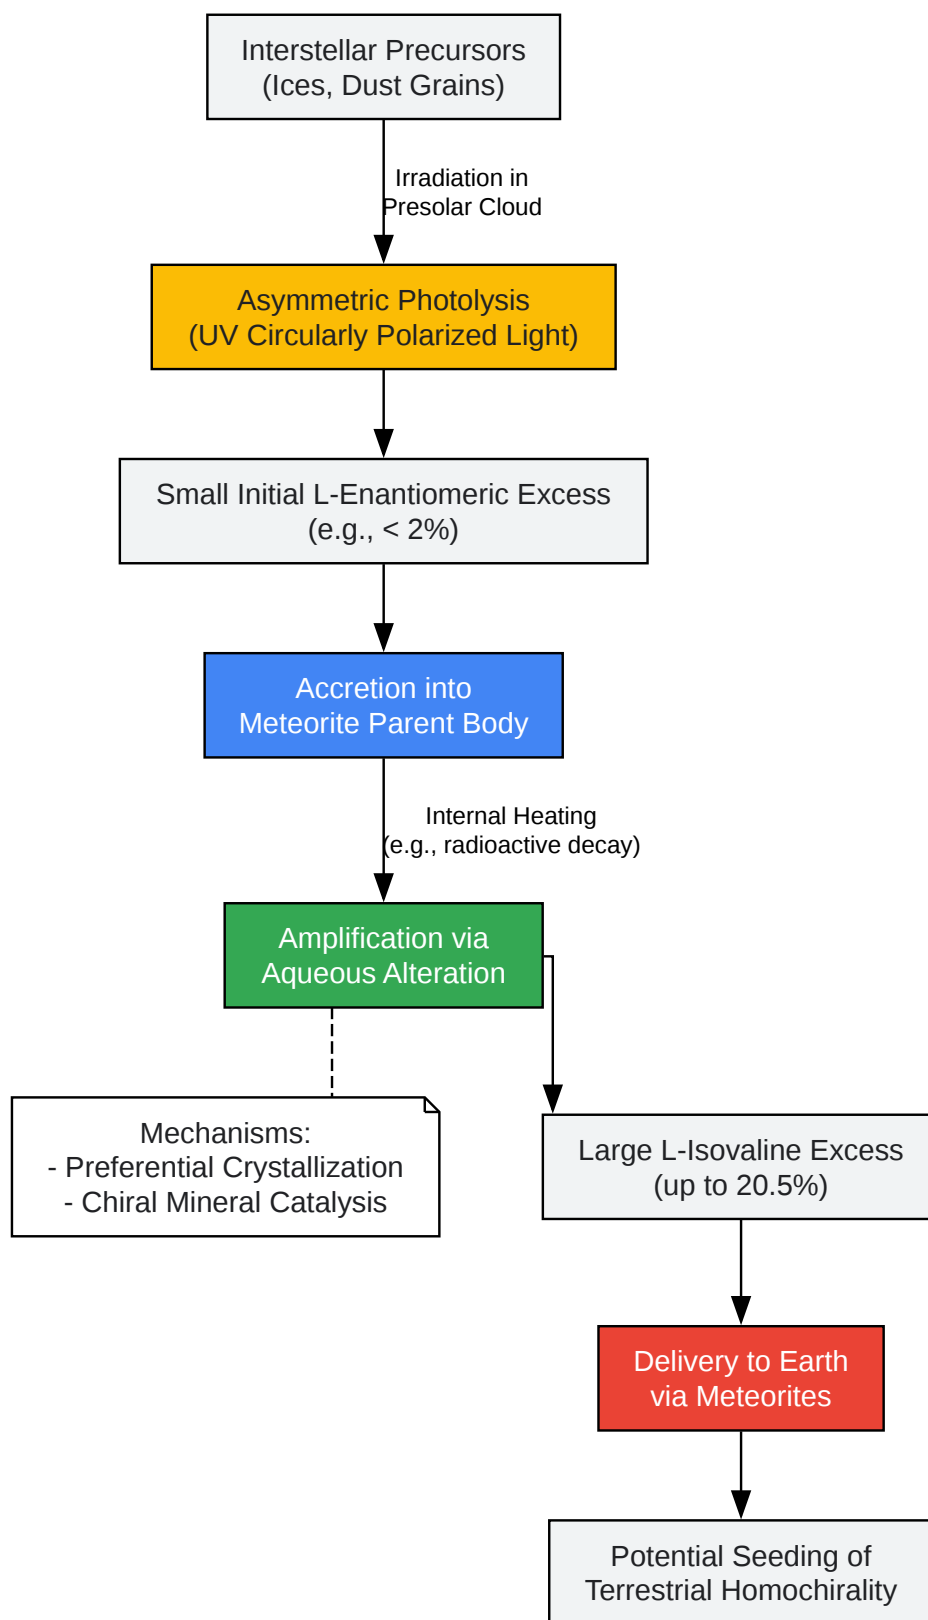 Interstellar Precursors
(Ices, Dust Grains)
Irradiation in
Presolar Cloud
Asymmetric Photolysis
(UV Circularly Polarized Light)
Small Initial L-Enantiomeric Excess
(e.g., < 2%)
Accretion into
Meteorite Parent Body
Internal Heating
(e.g., radioactive decay)
Amplification via
Aqueous Alteration
Mechanisms:
- Preferential Crystallization
- Chiral Mineral Catalysis
Large L-Isovaline Excess
(up to 20.5%)
Delivery to Earth
via Meteorites
Potential Seeding of
Terrestrial Homochirality